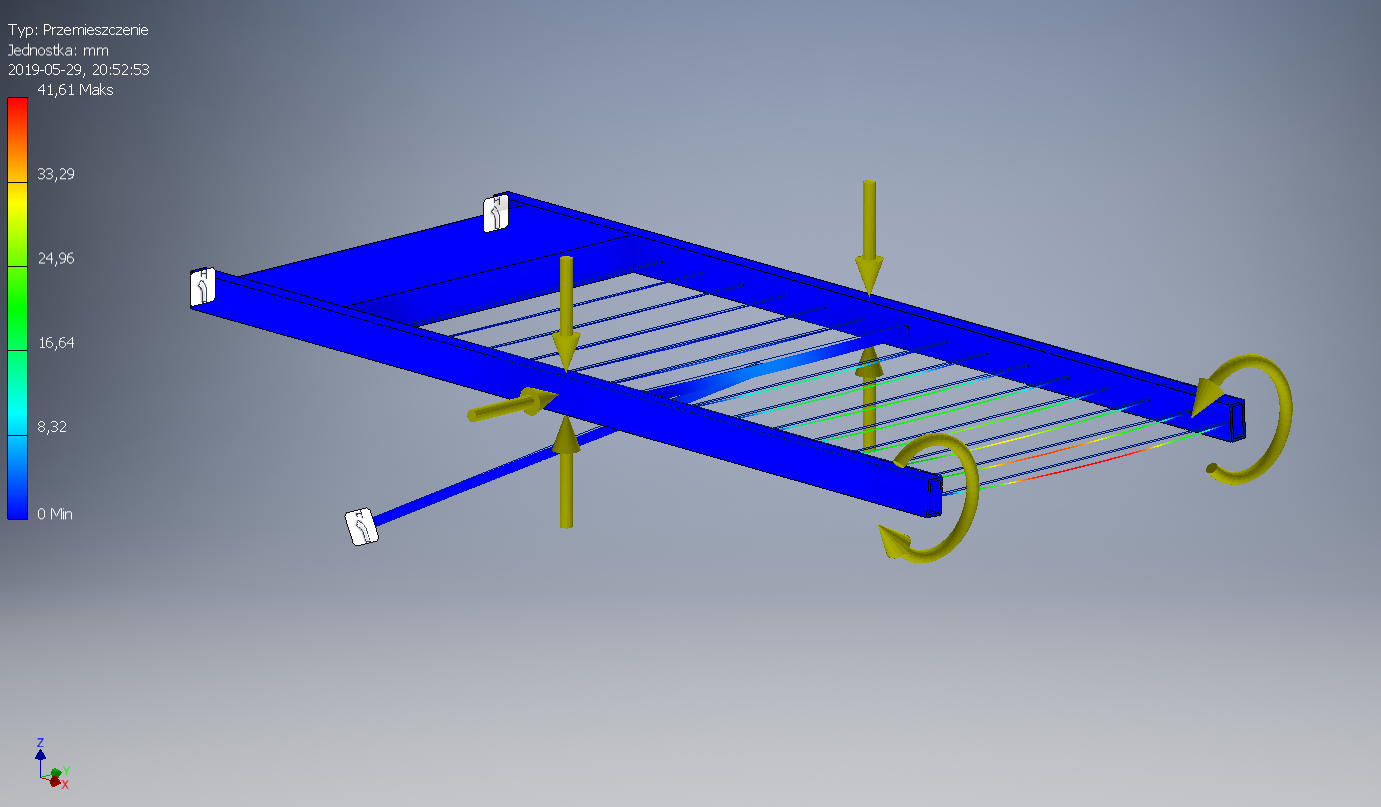 Typ: Przemieszczenie
Jednostka: mm
2019-05-29, 20:52:53
41,61 Maks
33,29
24,96
16,64
8,32
0 Min
Z
Y
X